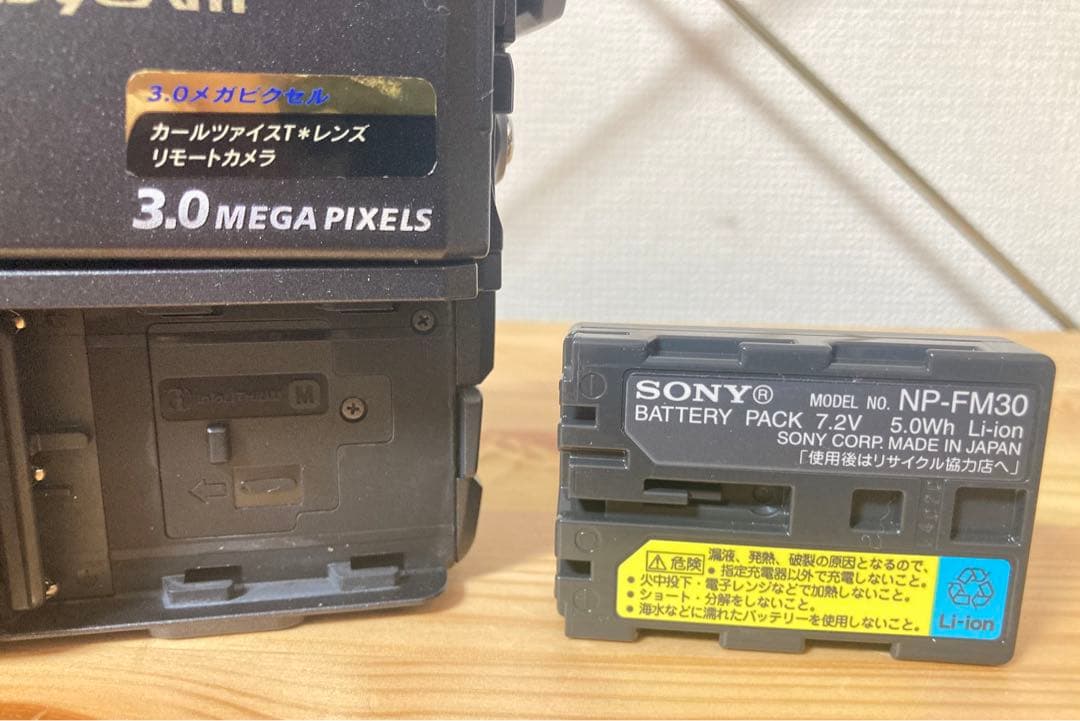 3.0メガピクセル
カールツァイスT*レンズ
リモートカメラ
3.0 MEGA PIXELS
InfoLITHIUM M
SONY®
MODEL NO. NP-FM30
BATTERY PACK 7.2V 5.0Wh Li-ion
SONY CORP. MADE IN JAPAN
「使用後はリサイクル協力店へ」
危険
漏液、発熱、破裂の原因となるので、
• 指定充電器以外で充電しないこと。
• 火中投下・電子レンジなどで加熱しないこと。
• ショート・分解をしないこと。
• 海水などに濡れたバッテリーを使用しないこと。
Li-ion